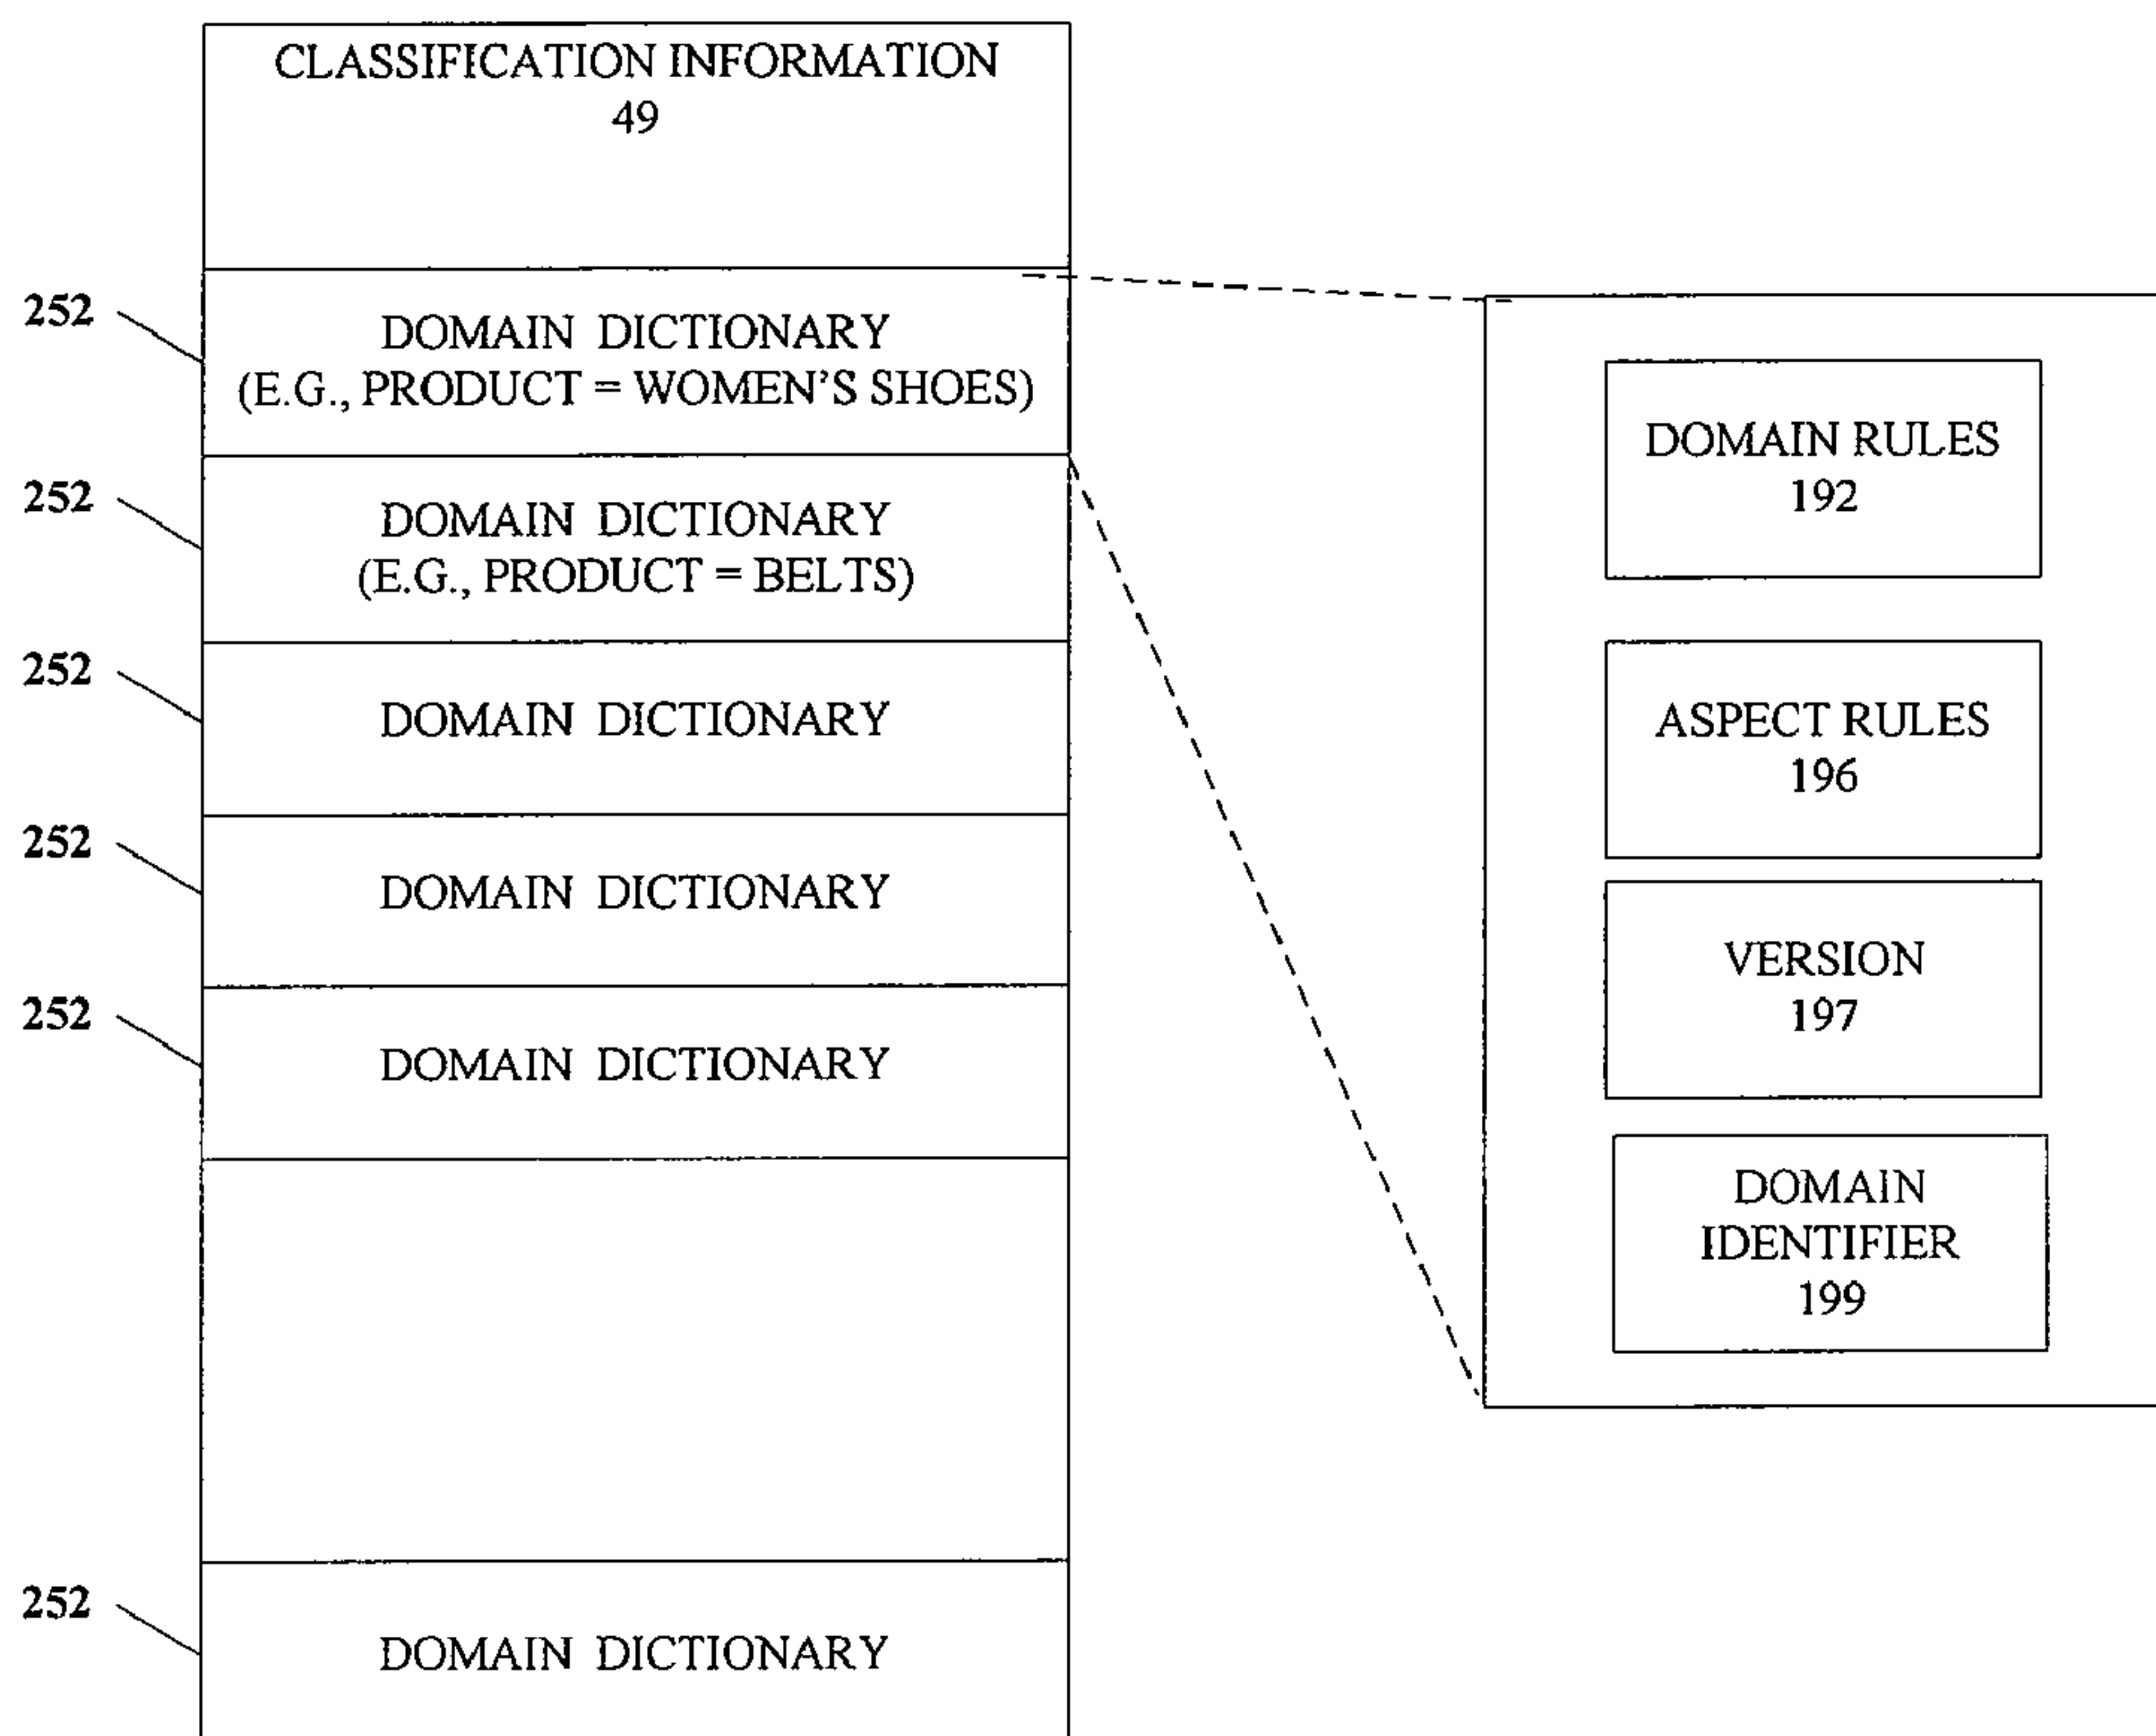 CLASSIFICATION INFORMATION
49
252
DOMAIN DICTIONARY
(E.G., PRODUCT = WOMEN'S SHOES)
252
DOMAIN DICTIONARY
(E.G., PRODUCT = BELTS)
252
DOMAIN DICTIONARY
252
DOMAIN DICTIONARY
252
DOMAIN DICTIONARY
252
DOMAIN DICTIONARY
DOMAIN RULES
192
ASPECT RULES
196
VERSION
197
DOMAIN
IDENTIFIER
199